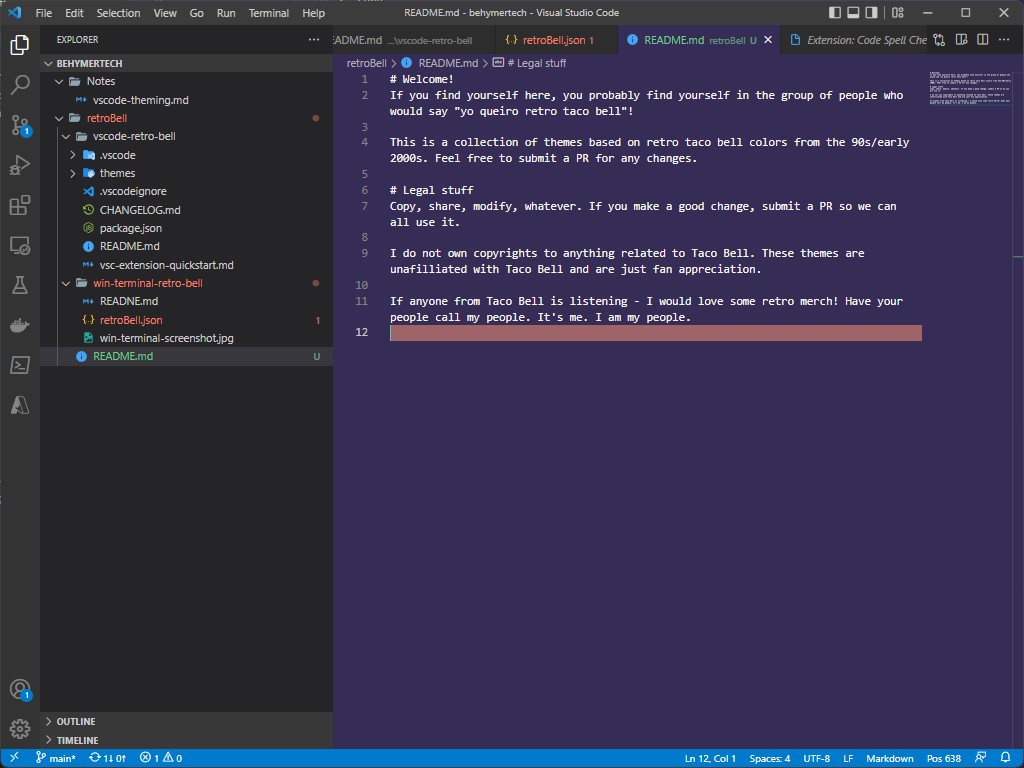 File Edit Selection View Go Run Terminal Help README.md - behymertech - Visual Studio Code
EXPLORER
EADME.md ...\vscode-retro-bell
retroBell.json 1
README.md retroBell U
Extension: Code Spell Che
BEHYMERTECH
Notes
vscode-theming.md
retroBell
vscode-retro-bell
.vscode
themes
.vscodeignore
CHANGELOG.md
package.json
README.md
vsc-extension-quickstart.md
win-terminal-retro-bell
READNE.md
retroBell.json 1
win-terminal-screenshot.jpg
README.md U
OUTLINE
TIMELINE
retroBell > README.md > # Legal stuff
1 # Welcome!
2 If you find yourself here, you probably find yourself in the group of people who
would say "yo queiro retro taco bell"!
3
4 This is a collection of themes based on retro taco bell colors from the 90s/early
2000s. Feel free to submit a PR for any changes.
5
6 # Legal stuff
7 Copy, share, modify, whatever. If you make a good change, submit a PR so we can
all use it.
8
9 I do not own copyrights to anything related to Taco Bell. These themes are
unafilliated with Taco Bell and are just fan appreciation.
10
11 If anyone from Taco Bell is listening - I would love some retro merch! Have your
people call my people. It's me. I am my people.
12
1
1
main* 1↓ 0↑ 1 0 Ln 12, Col 1 Spaces: 4 UTF-8 LF Markdown Pos 638